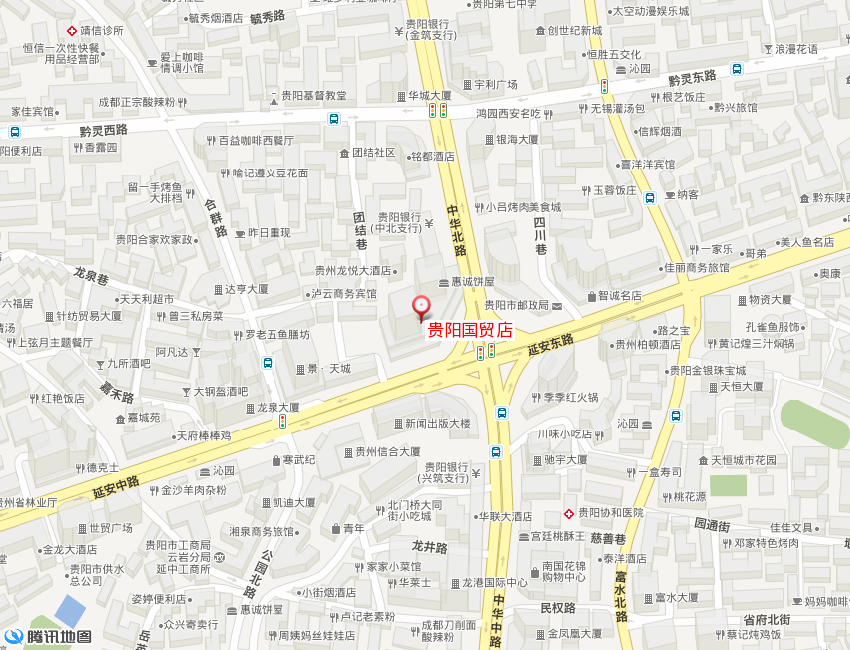 毓秀烟酒店
毓秀路
贵阳银行
(金筑支行)
贵阳第七中学
太空动漫娱乐城
请信诊所
创世纪新城
恒信一次性快餐
用品经营部
爱上咖啡
情调小馆
恒胜五交化
浪漫花语
沁园
黔灵东路
成都正宗酸辣粉
贵阳基督教堂
华城大厦
宇利广场
家佳宾馆
鸿园西安名吃
无锡灌汤包
根艺饭庄
黔兴旅馆
黔灵西路
阳便利店
香露园
百益咖啡西餐厅
团结社区
铭都酒店
银海大厦
信辉烟酒
喜洋洋宾馆
喻记遵义豆花面
留一手烤鱼
大排档
玉蓉饭庄
纳客
黔东大厦
合群路
团结巷
贵阳银行
(中北支行)
中华北路
小吕烤肉美食城
四川巷
昨日重现
贵阳合家欢家政
一家乐
哥弟
美人鱼名店
佳丽商务旅馆
奥康
龙泉巷
贵州龙悦大酒店
惠诚饼屋
达亨大厦
泸云商务宾馆
天天利超市
六福居
贵阳市邮政局
智诚名店
物资大厦
针纺贸易大厦
曾三私房菜
贵阳国贸店
清汤
上弦月主题餐厅
罗老五鱼膳坊
延安东路
路之宝
孔雀鱼服饰
贵州柏顿酒店
黄记煌三汁焖锅
阿凡达
九所酒吧
景·天城
贵阳金银珠宝城
天恒大厦
嘉禾路
大钢盔酒吧
红艳饭店
龙泉大厦
季季红火锅
嘉城苑
新闻出版大楼
沁园
天府棒棒鸡
川味小吃店
德克士
沁园
寒武纪
贵州信合大厦
驰宇大厦
天恒城市花园
贵阳银行
(兴筑支行)
一盒寿司
延安中路
金沙羊肉杂粉
桃花源
贵州省林业厅
凯迪大厦
北门桥大同
街小吃城
华联大酒店
贵阳协和医院
圆通街
世贸广场
青年
湘泉商务旅馆
佳佳文具
宫廷桃酥王
慈善巷
邓家特色烤肉
金龙大酒店
贵阳市工商局
云岩分局
延中工商所
龙井路
泰洋酒店
公园北路
家家小菜馆
南国花锦
购物中心
贵阳市供水
总公司
华莱士
龙港国际中心
富水北路
小街烟酒店
姿婷便利店
富水大厦
妈妈咖啡
惠诚饼屋
中华中路
民权路
卢记老素粉
省府北街
众兴寄卖行
周姨妈丝娃娃店
成都刀削面
酸辣粉
金凤凰大厦
蔡记炖鸡饭
腾讯地图